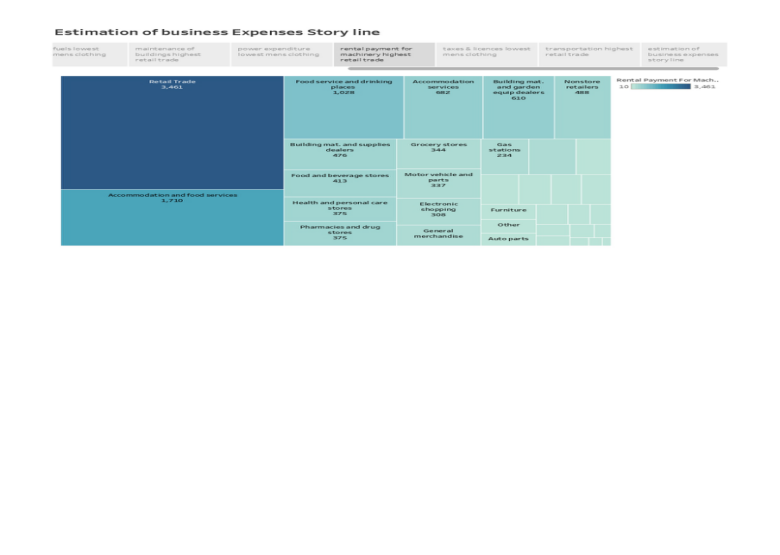 Estimation of business Expenses Story line
fuels lowest
mens clothing
maintenance of
buildings highest
retail trade
power expenditure
lowest mens clothing
rental payment for
machinery highest
retail trade
taxes & licenses lowest
mens clothing
transportation highest
retail trade
estimation of
business expenses
story line
Retail Trade
3,461
Food service and drinking
places
1,028
Accommodation
services
682
Building mat.
and garden
equip dealers
610
Nonstore
retailers
488
Rental Payment For Mach..
10
3,461
Building mat. and supplies
dealers
476
Grocery stores
344
Gas
stations
234
Food and beverage stores
413
Motor vehicle and
parts
337
Accommodation and food services
1,710
Health and personal care
stores
375
Electronic
shopping
308
Furniture
Pharmacies and drug
stores
375
General
merchandise
Other
Auto parts